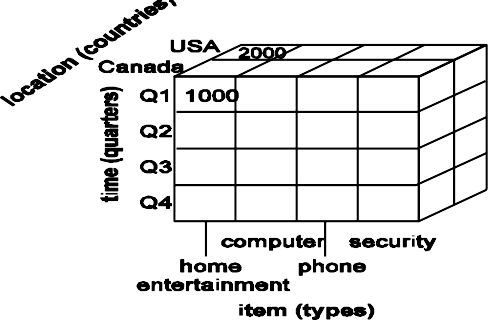 location (countries)
USA
2000
Canada
time (quarters)
Q1 1000
Q2
Q3
Q4
computer security
home phone
entertainment
item (types)